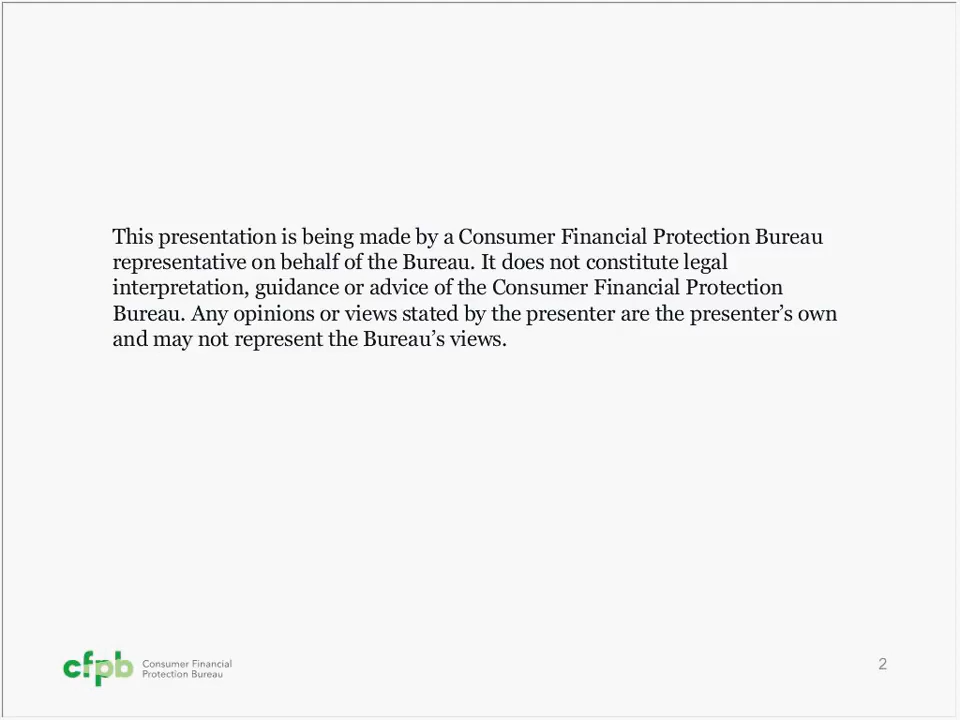 This presentation is being made by a Consumer Financial Protection Bureau
representative on behalf of the Bureau. It does not constitute legal
interpretation, guidance or advice of the Consumer Financial Protection
Bureau. Any opinions or views stated by the presenter are the presenter’s own
and may not represent the Bureau’s views.
cfpb
Consumer Financial
Protection Bureau
2